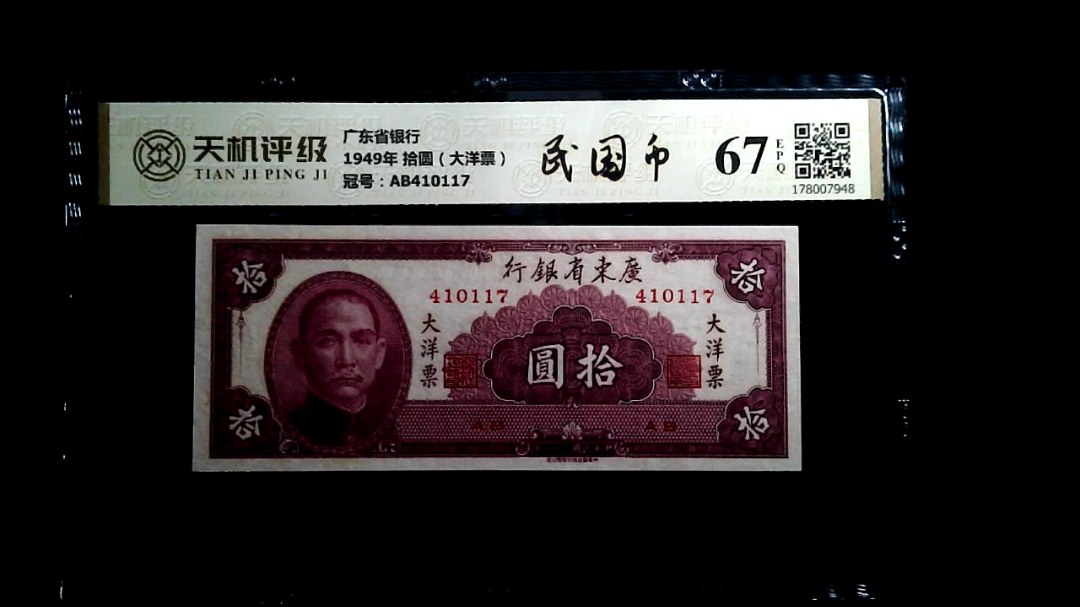 天机评级
TIAN JI PING JI
广东省银行
1949年 拾圆（大洋票）
冠号：AB410117
民国币
67
EPQ
178007948
行銀省東廣
拾
拾
410117
410117
大洋票
大洋票
圓拾
拾
拾
AB
AB